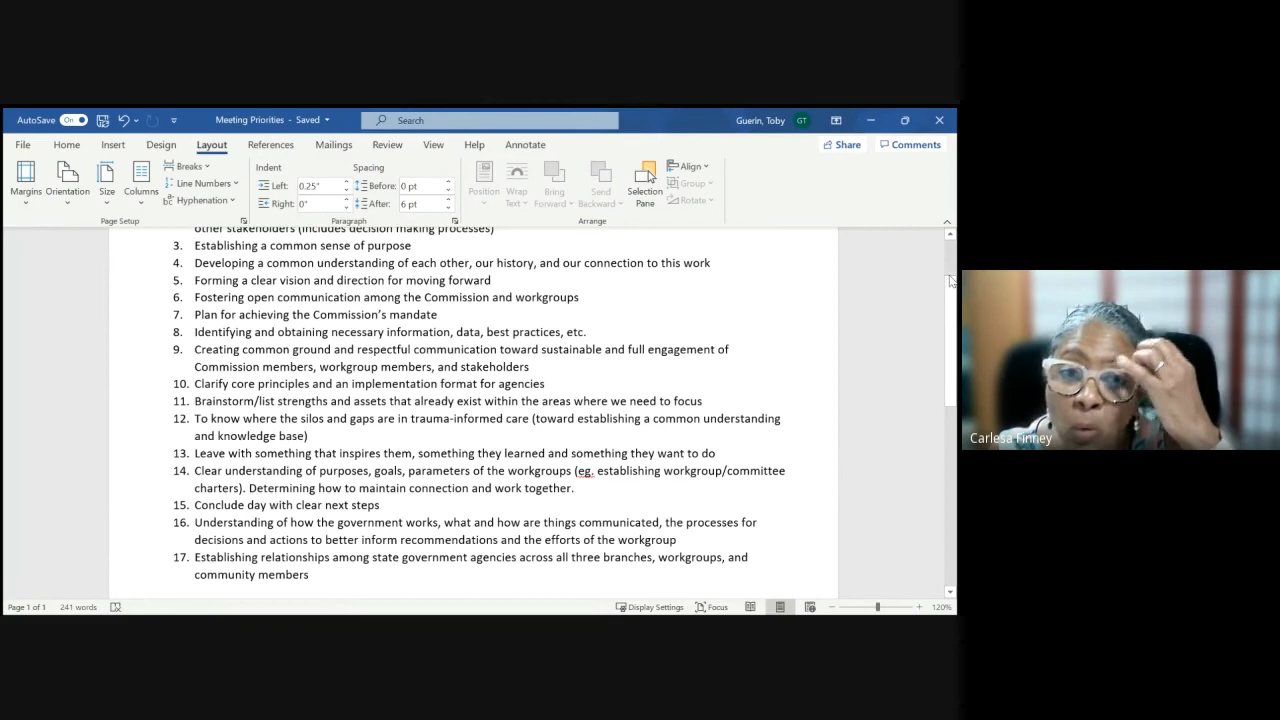 AutoSave On Meeting Priorities - Saved Search Guerin, Toby GT
File Home Insert Design Layout References Mailings Review View Help Annotate Share Comments
Margins Orientation Size Columns Breaks Line Numbers Hyphenation
Indent Spacing
Left: 0.25" Before: 0 pt
Right: 0" After: 6 pt
Position Wrap Text Bring Forward Send Backward Selection Pane Align Group Rotate
Page Setup Paragraph Arrange
other stakeholders (includes decision making processes)
3. Establishing a common sense of purpose
4. Developing a common understanding of each other, our history, and our connection to this work
5. Forming a clear vision and direction for moving forward
6. Fostering open communication among the Commission and workgroups
7. Plan for achieving the Commission's mandate
8. Identifying and obtaining necessary information, data, best practices, etc.
9. Creating common ground and respectful communication toward sustainable and full engagement of
Commission members, workgroup members, and stakeholders
10. Clarify core principles and an implementation format for agencies
11. Brainstorm/list strengths and assets that already exist within the areas where we need to focus
12. To know where the silos and gaps are in trauma-informed care (toward establishing a common understanding
and knowledge base)
13. Leave with something that inspires them, something they learned and something they want to do
14. Clear understanding of purposes, goals, parameters of the workgroups (eg. establishing workgroup/committee
charters). Determining how to maintain connection and work together.
15. Conclude day with clear next steps
16. Understanding of how the government works, what and how are things communicated, the processes for
decisions and actions to better inform recommendations and the efforts of the workgroup
17. Establishing relationships among state government agencies across all three branches, workgroups, and
community members
Page 1 of 1 241 words Display Settings Focus 120%
Carlesa Finney